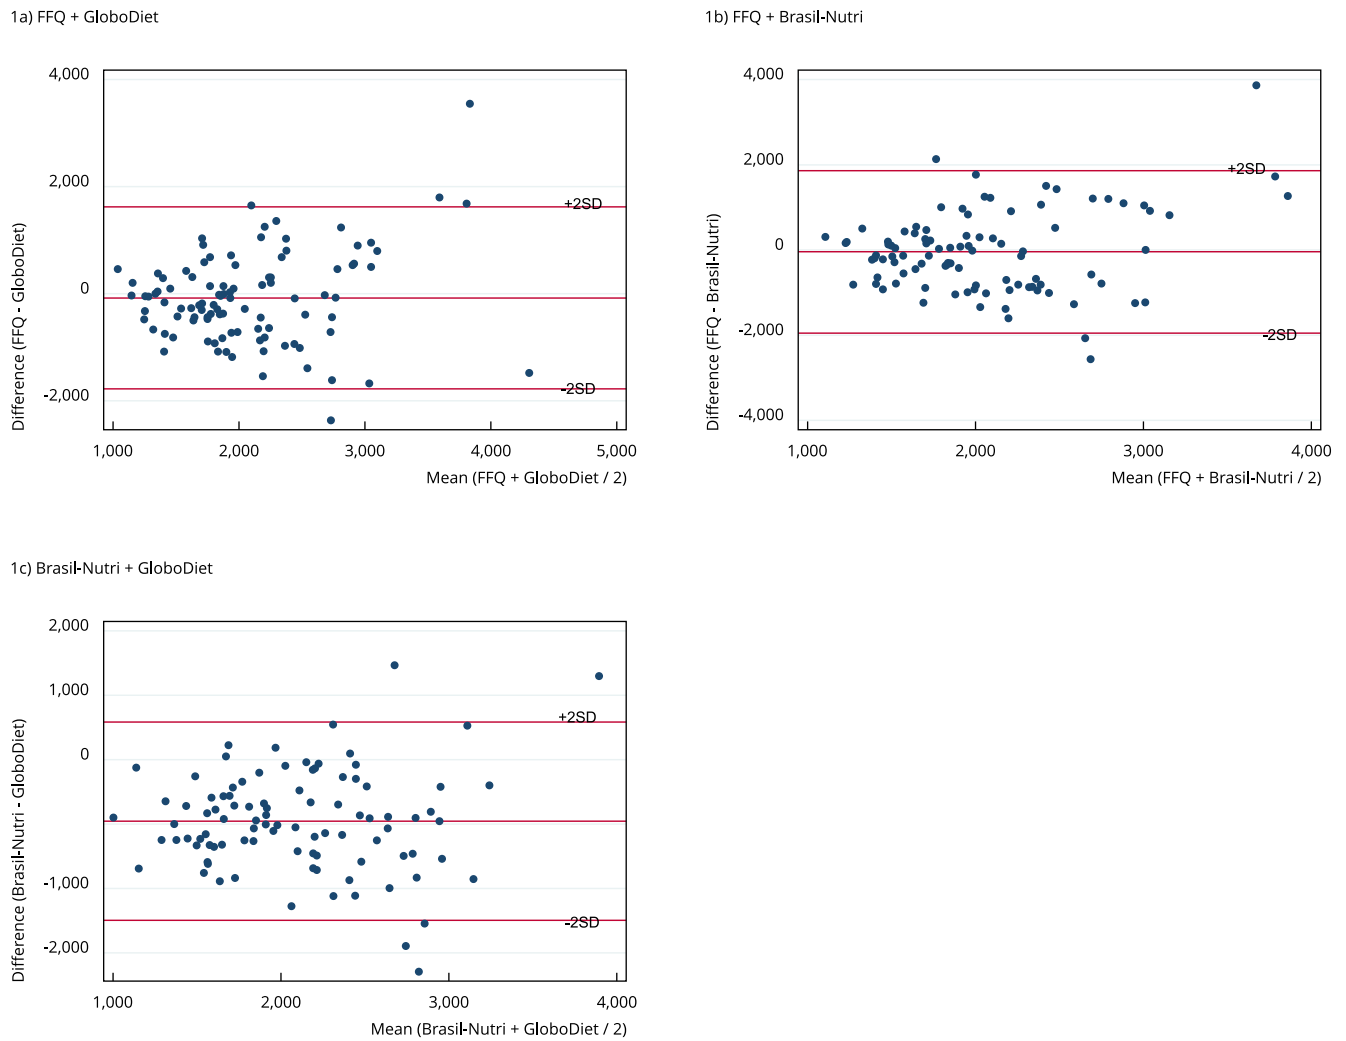 1a) FFQ + GloboDiet
4,000
2,000
0
-2,000
Difference (FFQ - GloboDiet)
+2SD
-2SD
1,000 2,000 3,000 4,000 5,000
Mean (FFQ + GloboDiet / 2)
1b) FFQ + Brasil-Nutri
4,000
2,000
0
-2,000
-4,000
Difference (FFQ - Brasil-Nutri)
+2SD
-2SD
1,000 2,000 3,000 4,000
Mean (FFQ + Brasil-Nutri / 2)
1c) Brasil-Nutri + GloboDiet
2,000
1,000
0
-1,000
-2,000
Difference (Brasil-Nutri - GloboDiet)
+2SD
-2SD
1,000 2,000 3,000 4,000
Mean (Brasil-Nutri + GloboDiet / 2)